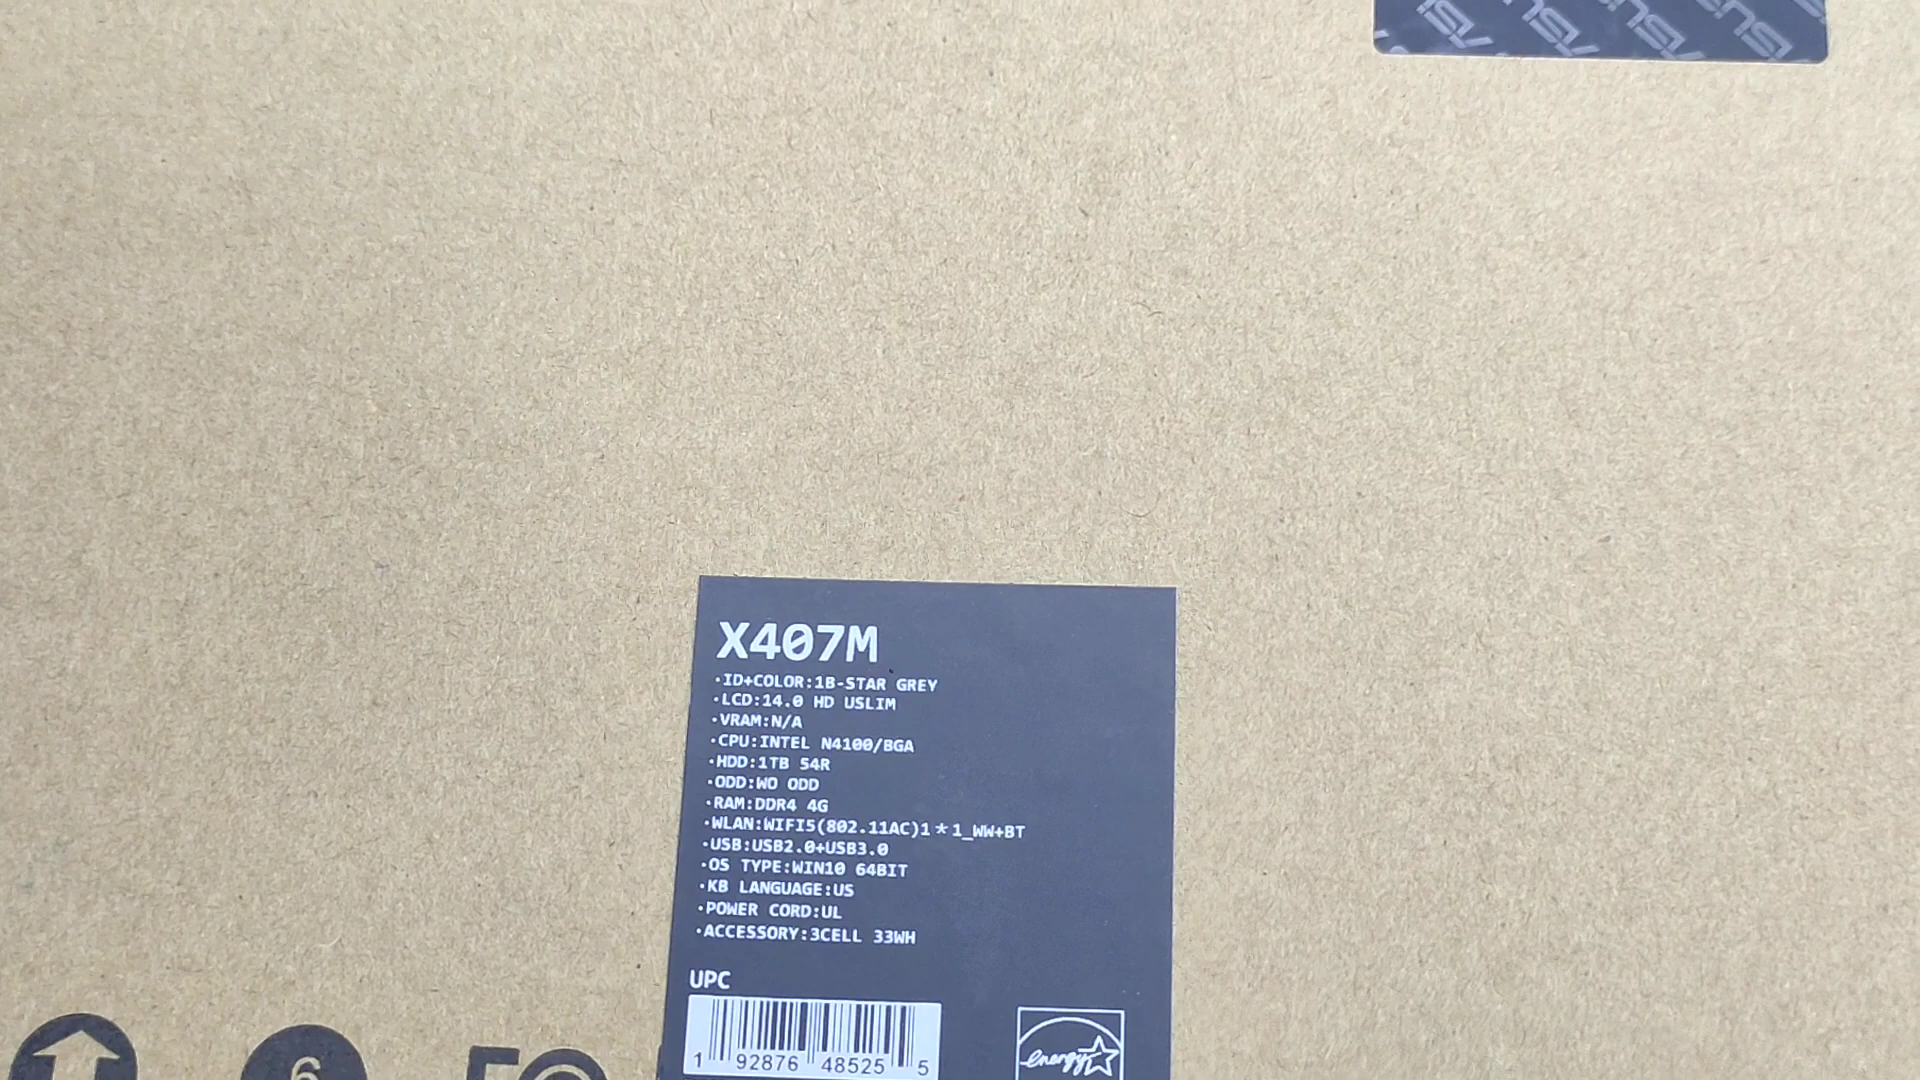 X407M
·ID+COLOR:1B-STAR GREY
·LCD:14.0 HD USLIM
·VRAM:N/A
·CPU:INTEL N4100/BGA
·HDD:1TB 54R
·ODD:WO ODD
·RAM:DDR4 4G
·WLAN:WIFI5(802.11AC)1*1_WW+BT
·USB:USB2.0+USB3.0
·OS TYPE:WIN10 64BIT
·KB LANGUAGE:US
·POWER CORD:UL
·ACCESSORY:3CELL 33WH
UPC
1 92876 48525 5
energy
6